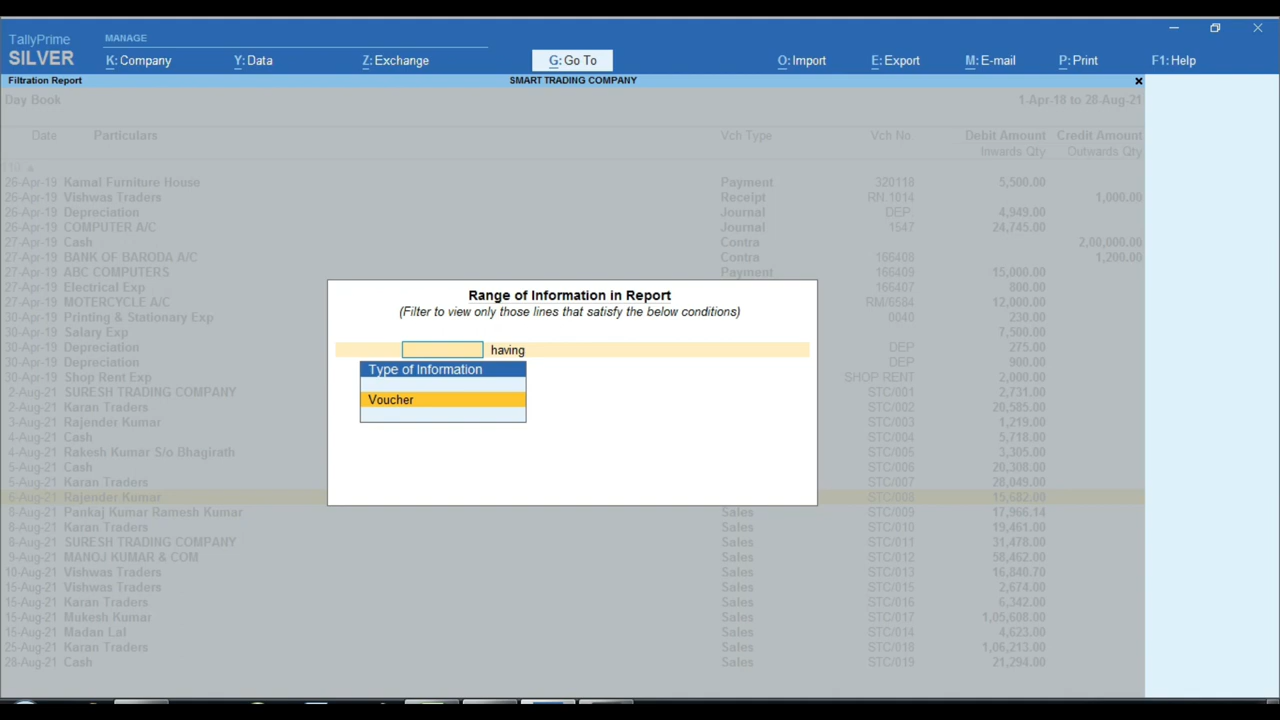 TallyPrime
MANAGE
SILVER
K: Company
Y: Data
Z: Exchange
G: Go To
O: Import
E: Export
M: E-mail
P: Print
F1: Help
Filtration Report
SMART TRADING COMPANY
Day Book
1-Apr-18 to 28-Aug-21
Date Particulars Vch Type Vch No Debit Amount Credit Amount
Inwards Qty Outwards Qty
26-Apr-19 Kamal Furniture House Payment 320118 5,500.00
26-Apr-19 Vishwas Traders Receipt RN 1014 1,000.00
26-Apr-19 Depreciation Journal DEP 4,949.00
26-Apr-19 COMPUTER A/C Journal 1547 24,745.00
27-Apr-19 Cash Contra 2,00,000.00
27-Apr-19 BANK OF BARODA A/C Contra 166408 1,200.00
27-Apr-19 ABC COMPUTERS Payment 166409 15,000.00
27-Apr-19 Electrical Exp 166407 800.00
27-Apr-19 MOTERCYCLE A/C RM/6584 12,000.00
30-Apr-19 Printing & Stationary Exp 0040 230.00
30-Apr-19 Salary Exp 7,500.00
30-Apr-19 Depreciation DEP 275.00
30-Apr-19 Depreciation DEP 900.00
30-Apr-19 Shop Rent Exp SHOP RENT 2,000.00
2-Aug-21 SURESH TRADING COMPANY STC/001 2,731.00
2-Aug-21 Karan Traders STC/002 20,585.00
3-Aug-21 Rajender Kumar STC/003 1,219.00
4-Aug-21 Cash STC/004 5,718.00
4-Aug-21 Rakesh Kumar S/o Bhagirath STC/005 3,305.00
5-Aug-21 Cash STC/006 20,308.00
5-Aug-21 Karan Traders STC/007 28,049.00
6-Aug-21 Rajender Kumar STC/008 15,682.00
8-Aug-21 Pankaj Kumar Ramesh Kumar Sales STC/009 17,966.14
8-Aug-21 Karan Traders Sales STC/010 19,461.00
8-Aug-21 SURESH TRADING COMPANY Sales STC/011 31,478.00
9-Aug-21 MANOJ KUMAR & COM Sales STC/012 58,462.00
10-Aug-21 Vishwas Traders Sales STC/013 16,840.70
15-Aug-21 Vishwas Traders Sales STC/015 2,674.00
15-Aug-21 Karan Traders Sales STC/016 6,342.00
15-Aug-21 Mukesh Kumar Sales STC/017 1,05,608.00
15-Aug-21 Madan Lal Sales STC/014 4,623.00
25-Aug-21 Karan Traders Sales STC/018 1,06,213.00
28-Aug-21 Cash Sales STC/019 21,294.00
Range of Information in Report
(Filter to view only those lines that satisfy the below conditions)
having
Type of Information
Voucher